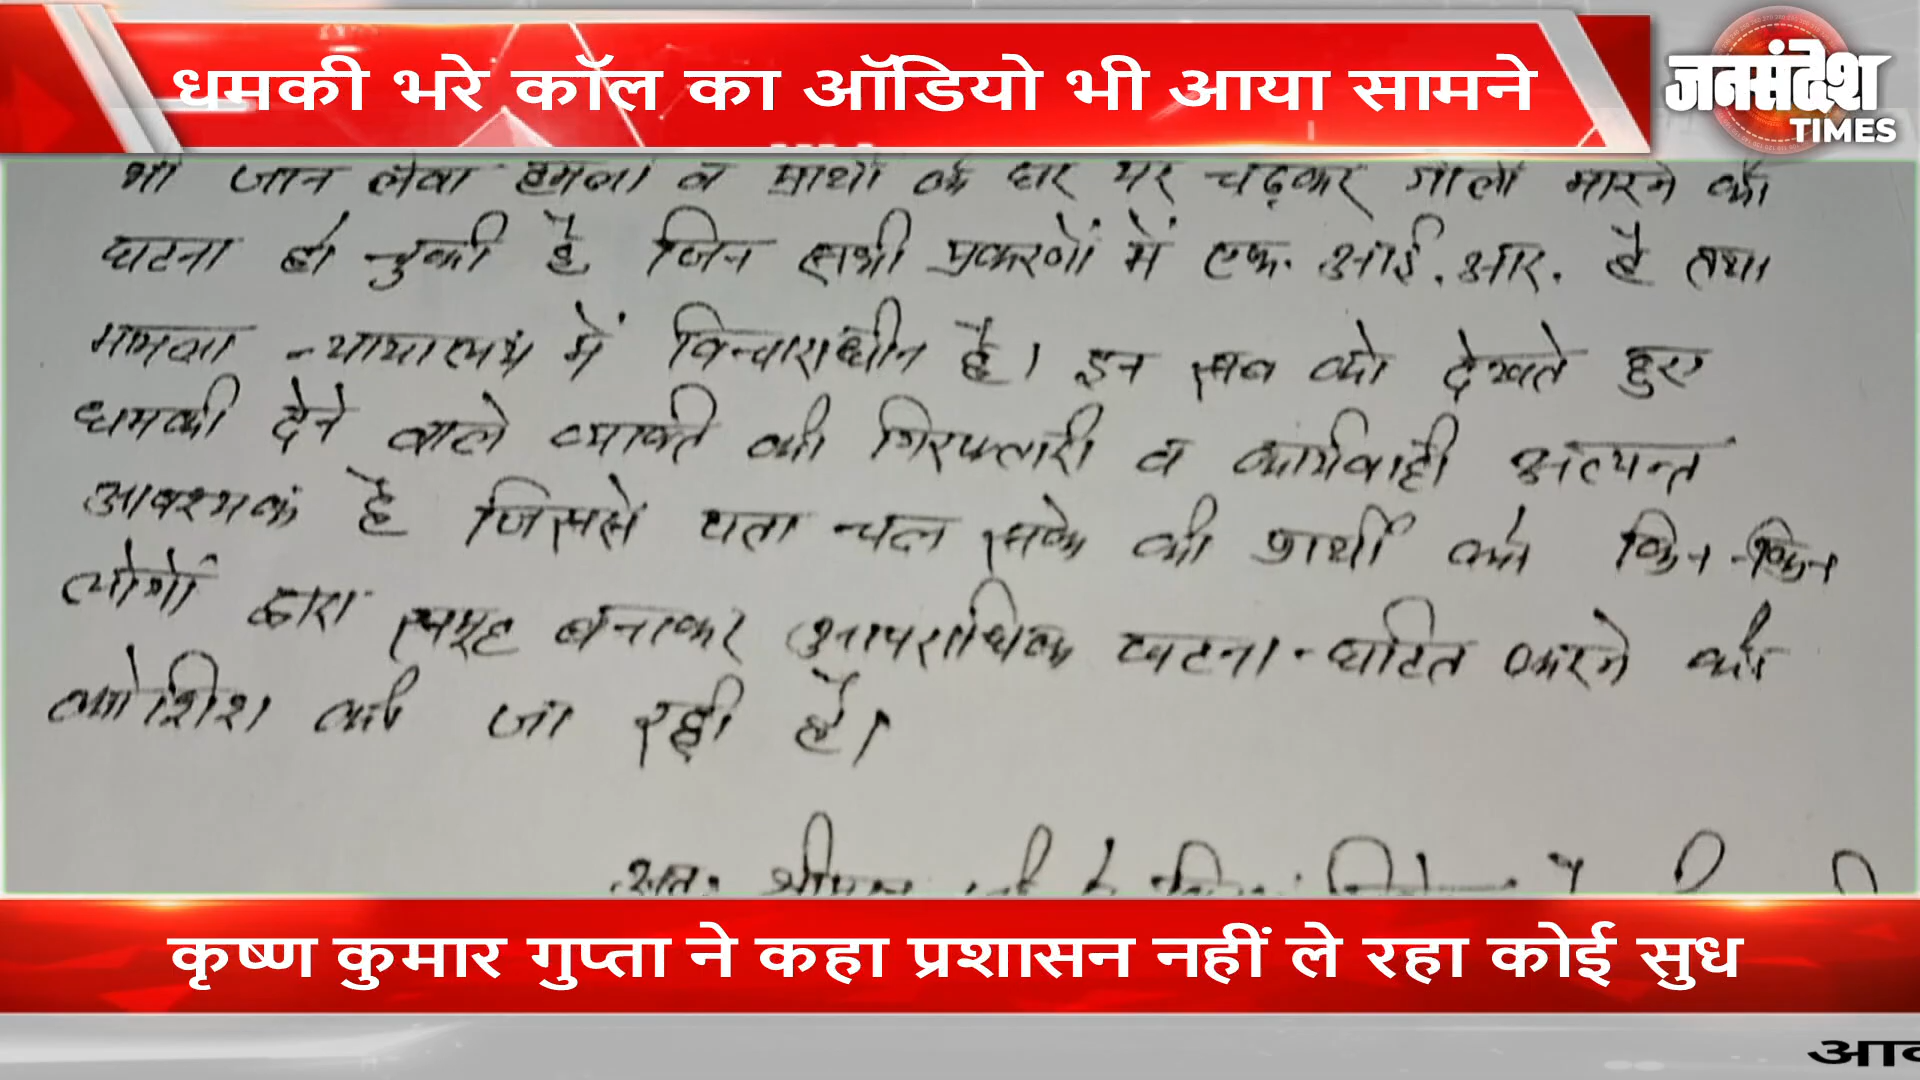 धमकी भरे कॉल का ऑडियो भी आया सामने
जनसंदेश
TIMES
भी जान लेवा हमला व प्रार्थी के घर पर चढ़कर गोली मारने की
घटना हो चुकी है जिन सभी प्रकरणों में एफ. आई. आर. है तथा
मामला न्यायालय में विचाराधीन है। इन सब को देखते हुए
धमकी देने वाले व्यक्ति की गिरफ्तारी व कार्यवाही अत्यन्त
आवश्यक है जिससे पता चल सके की प्रार्थी को किन-किन
लोगों द्वारा समूह बनाकर आपराधिक घटना-घटित करने की
कोशिश की जा रही है।
अतः
कृष्ण कुमार गुप्ता ने कहा प्रशासन नहीं ले रहा कोई सुध